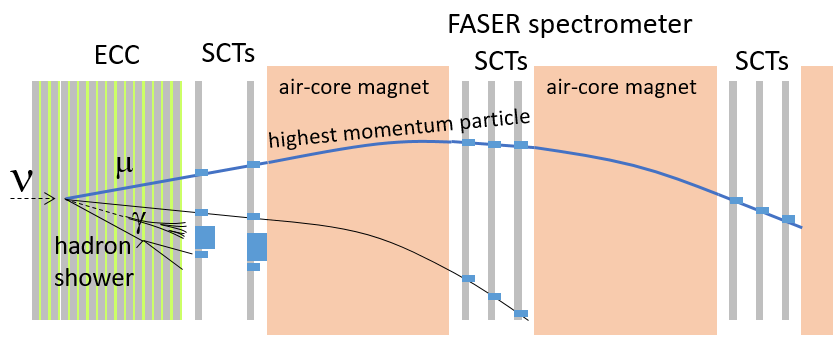 FASER spectrometer
ECC
SCTs
SCTs
SCTs
air-core magnet
air-core magnet
highest momentum particle
μ
ν
γ
hadron
shower